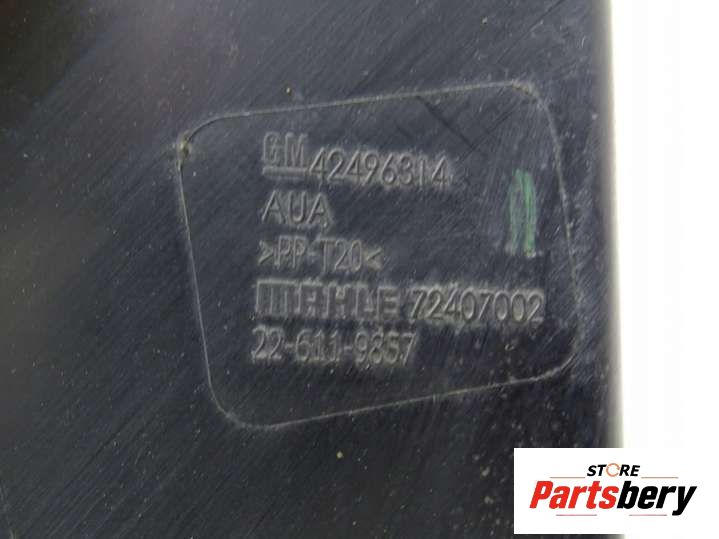 GM 42496314
AUA
>PP-T20<
MAHLE 72407002
22-611-9857
STORE
Partsbery